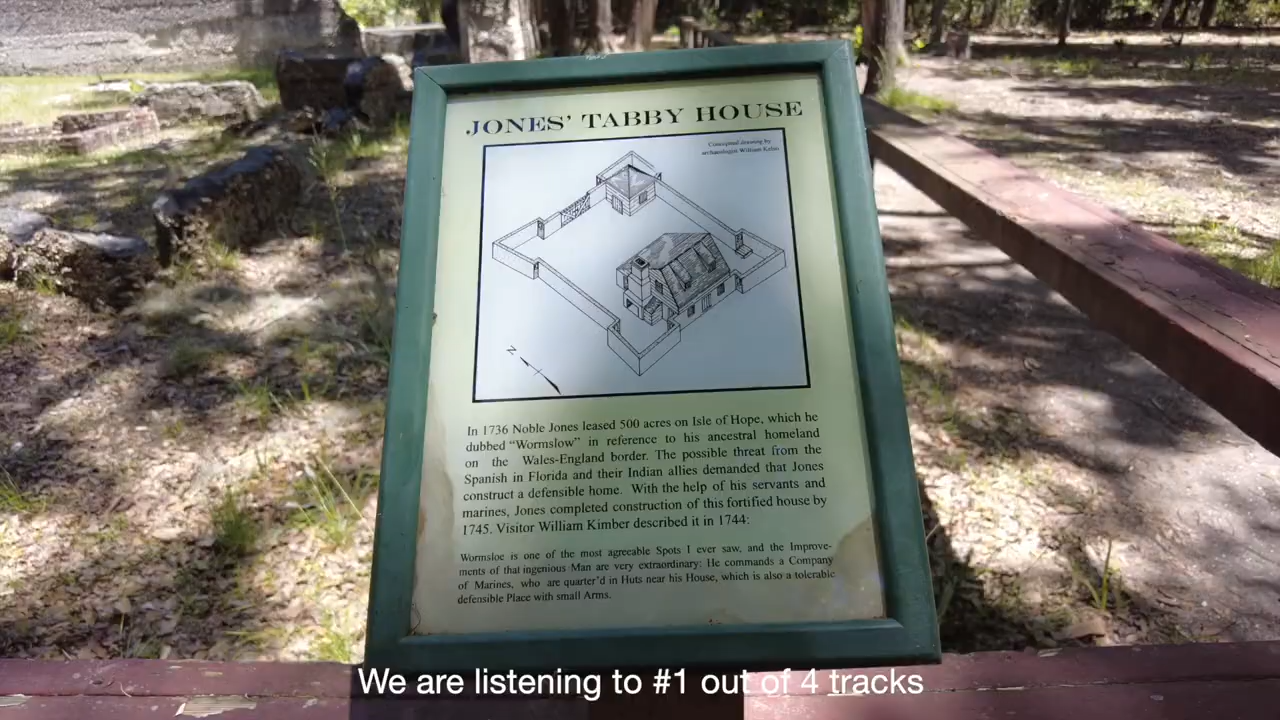 JONES' TABBY HOUSE
Conceptual drawing by
archaeologist William Kelso
N
In 1736 Noble Jones leased 500 acres on Isle of Hope, which he
dubbed “Wormslow” in reference to his ancestral homeland
on the Wales-England border. The possible threat from the
Spanish in Florida and their Indian allies demanded that Jones
construct a defensible home. With the help of his servants and
marines, Jones completed construction of this fortified house by
1745. Visitor William Kimber described it in 1744:
Wormsloe is one of the most agreeable Spots I ever saw, and the Improve-
ments of that ingenious Man are very extraordinary: He commands a Company
of Marines, who are quarter'd in Huts near his House, which is also a tolerable
defensible Place with small Arms.
We are listening to #1 out of 4 tracks